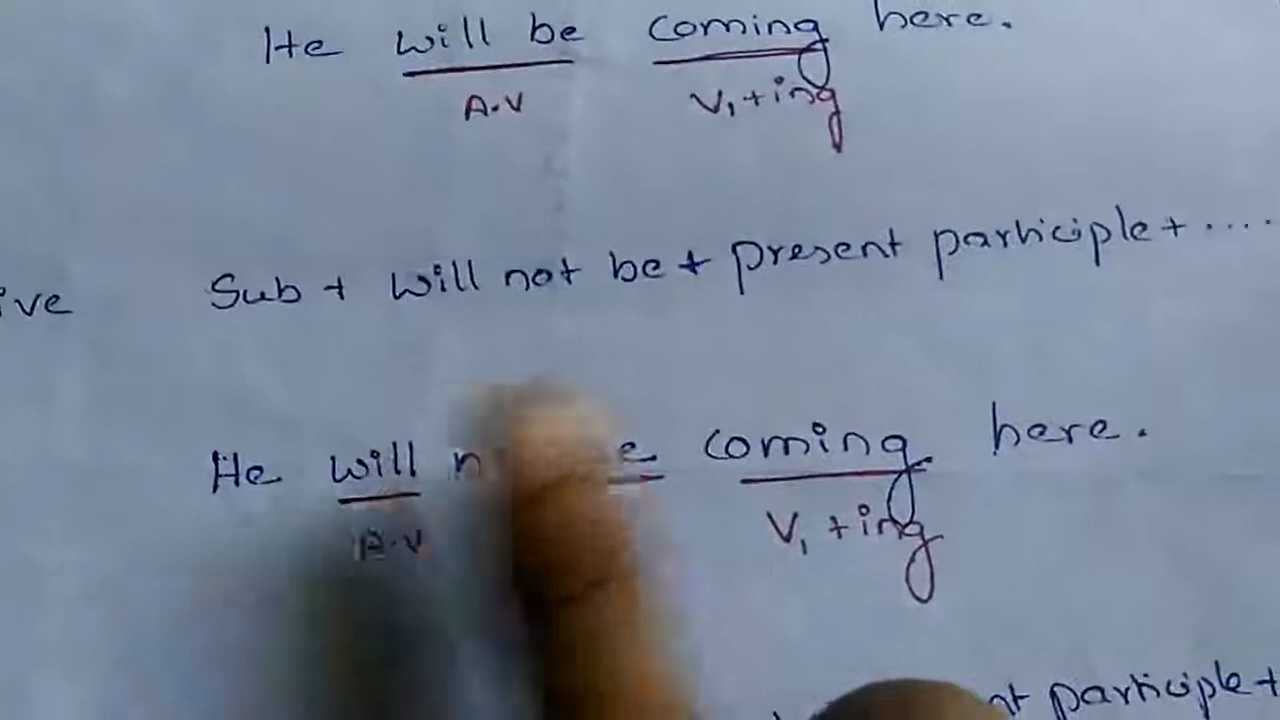 He will be coming here.
A.V V₁+ing
ive Sub + will not be + present participle + ....
He will coming here.
A.V V₁ +ing
participle +